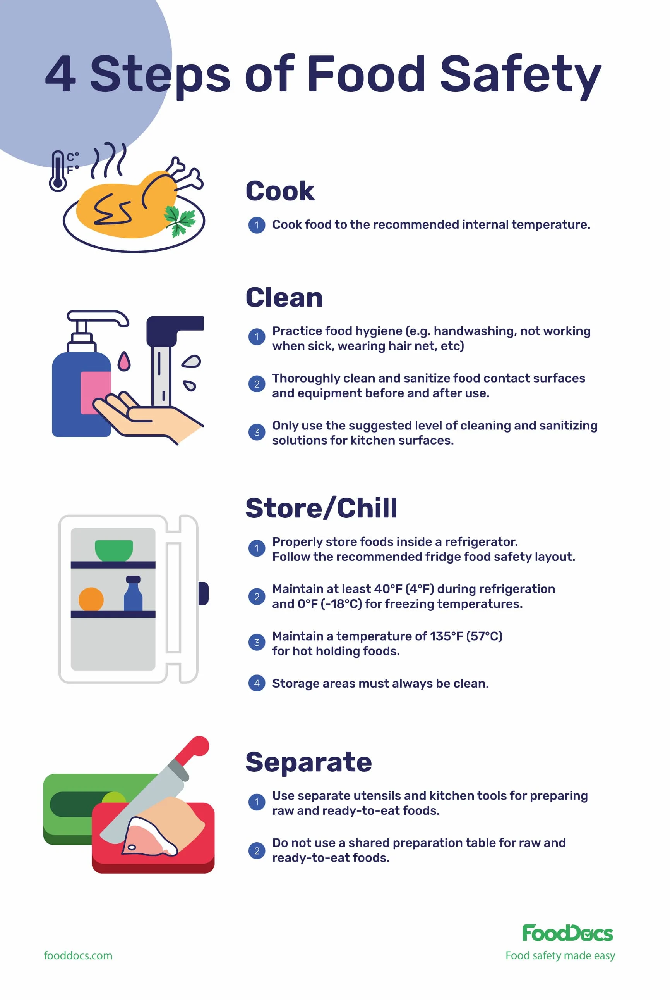 4 Steps of Food Safety
C°
F°
Cook
1 Cook food to the recommended internal temperature.
Clean
1 Practice food hygiene (e.g. handwashing, not working
when sick, wearing hair net, etc)
2 Thoroughly clean and sanitize food contact surfaces
and equipment before and after use.
3 Only use the suggested level of cleaning and sanitizing
solutions for kitchen surfaces.
Store/Chill
1 Properly store foods inside a refrigerator.
Follow the recommended fridge food safety layout.
2 Maintain at least 40°F (4°F) during refrigeration
and 0°F (-18°C) for freezing temperatures.
3 Maintain a temperature of 135°F (57°C)
for hot holding foods.
4 Storage areas must always be clean.
Separate
1 Use separate utensils and kitchen tools for preparing
raw and ready-to-eat foods.
2 Do not use a shared preparation table for raw and
ready-to-eat foods.
FoodDocs
fooddocs.com
Food safety made easy